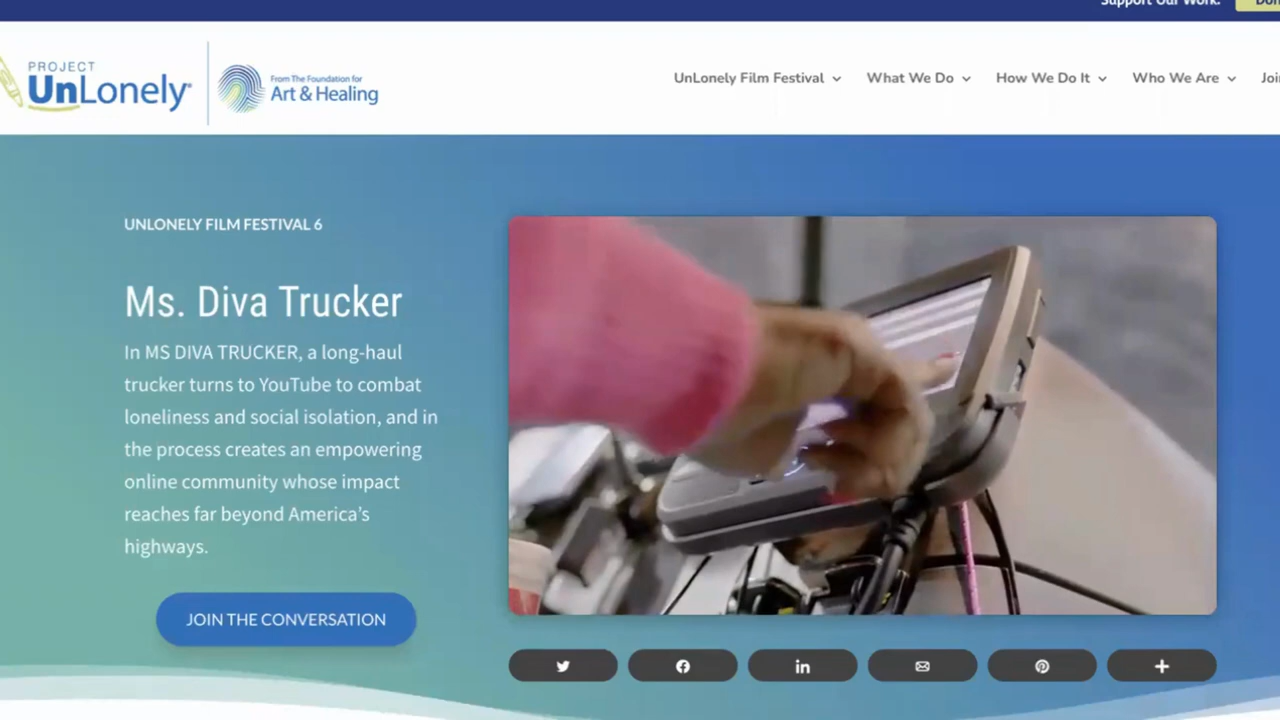 Support Our Work.
PROJECT
UnLonely®
From The Foundation for
Art & Healing
UnLonely Film Festival
What We Do
How We Do It
Who We Are
UNLONELY FILM FESTIVAL 6
Ms. Diva Trucker
In MS DIVA TRUCKER, a long-haul
trucker turns to YouTube to combat
loneliness and social isolation, and in
the process creates an empowering
online community whose impact
reaches far beyond America’s
highways.
JOIN THE CONVERSATION